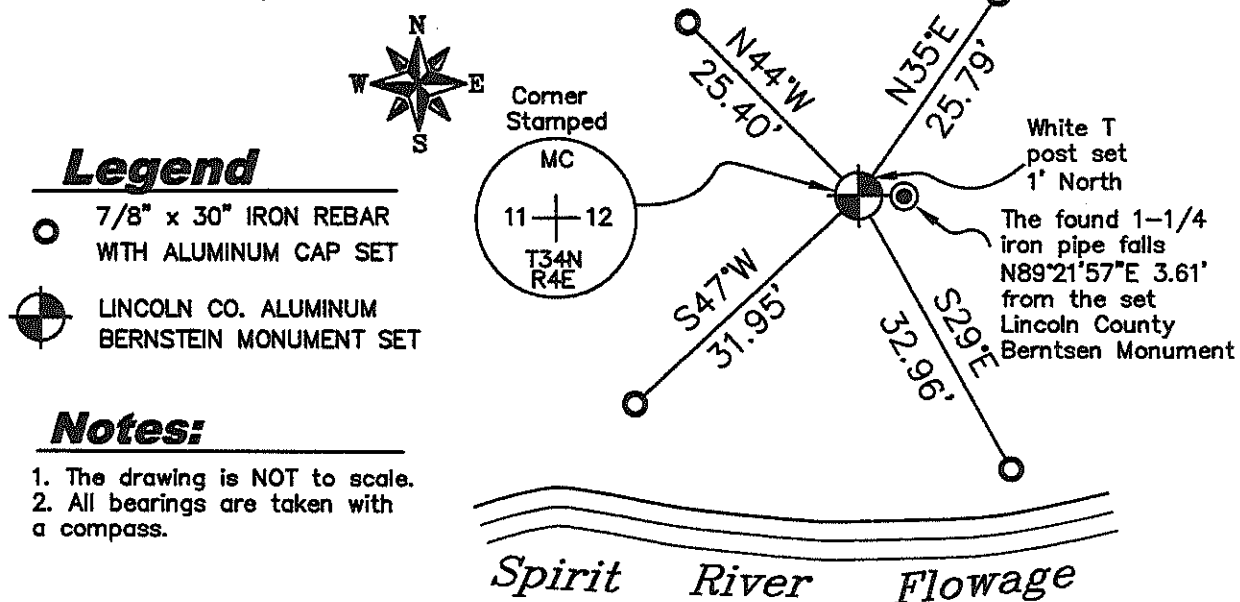 N
W E
S
Corner
Stamped
MC
11 12
T34N
R4E
N44°W
25.40'
N35°E
25.79'
White T
post set
1' North
The found 1-1/4
iron pipe falls
N89°21'57"E 3.61'
from the set
Lincoln County
Berntsen Monument
S47°W
31.95'
S29°E
32.96'
Legend
7/8" x 30" IRON REBAR
WITH ALUMINUM CAP SET
LINCOLN CO. ALUMINUM
BERNSTEIN MONUMENT SET
Notes:
1. The drawing is NOT to scale.
2. All bearings are taken with
a compass.
Spirit River Flowage